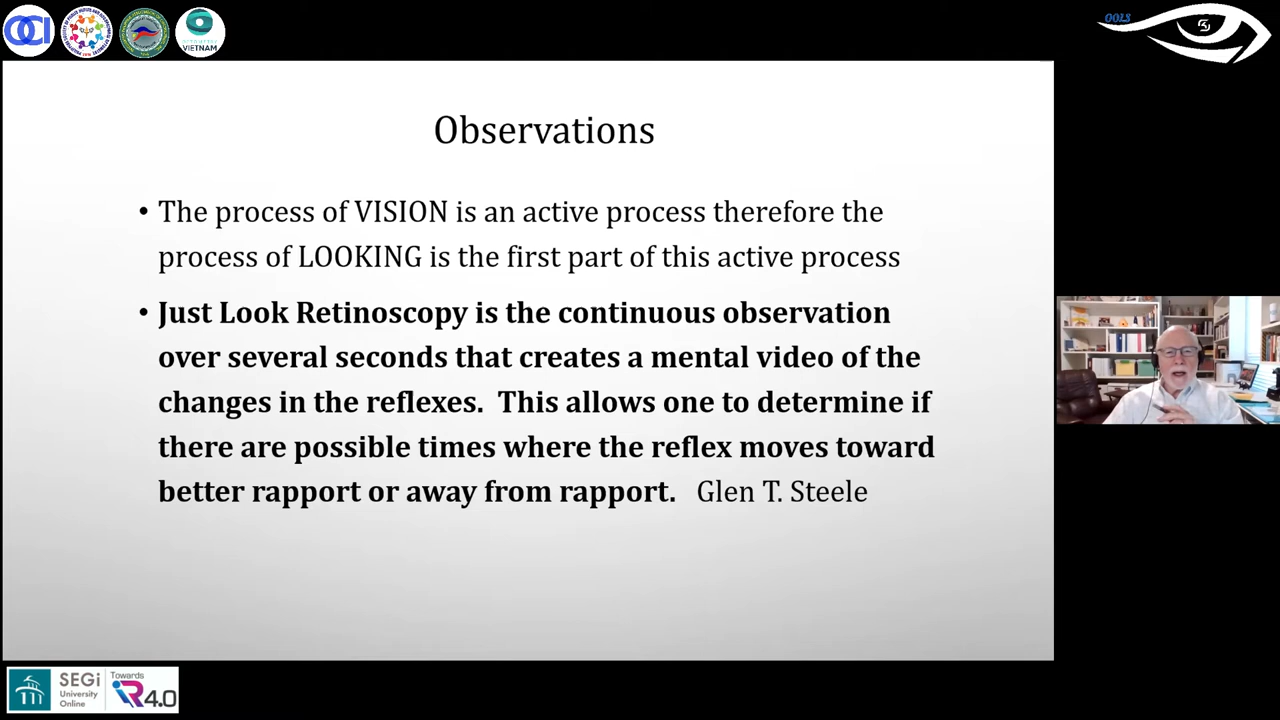 OCI
VIETNAM
OOLS
Observations
• The process of VISION is an active process therefore the
process of LOOKING is the first part of this active process
• Just Look Retinoscopy is the continuous observation
over several seconds that creates a mental video of the
changes in the reflexes. This allows one to determine if
there are possible times where the reflex moves toward
better rapport or away from rapport. Glen T. Steele
SEGi
University
Online
Towards
iR4.0